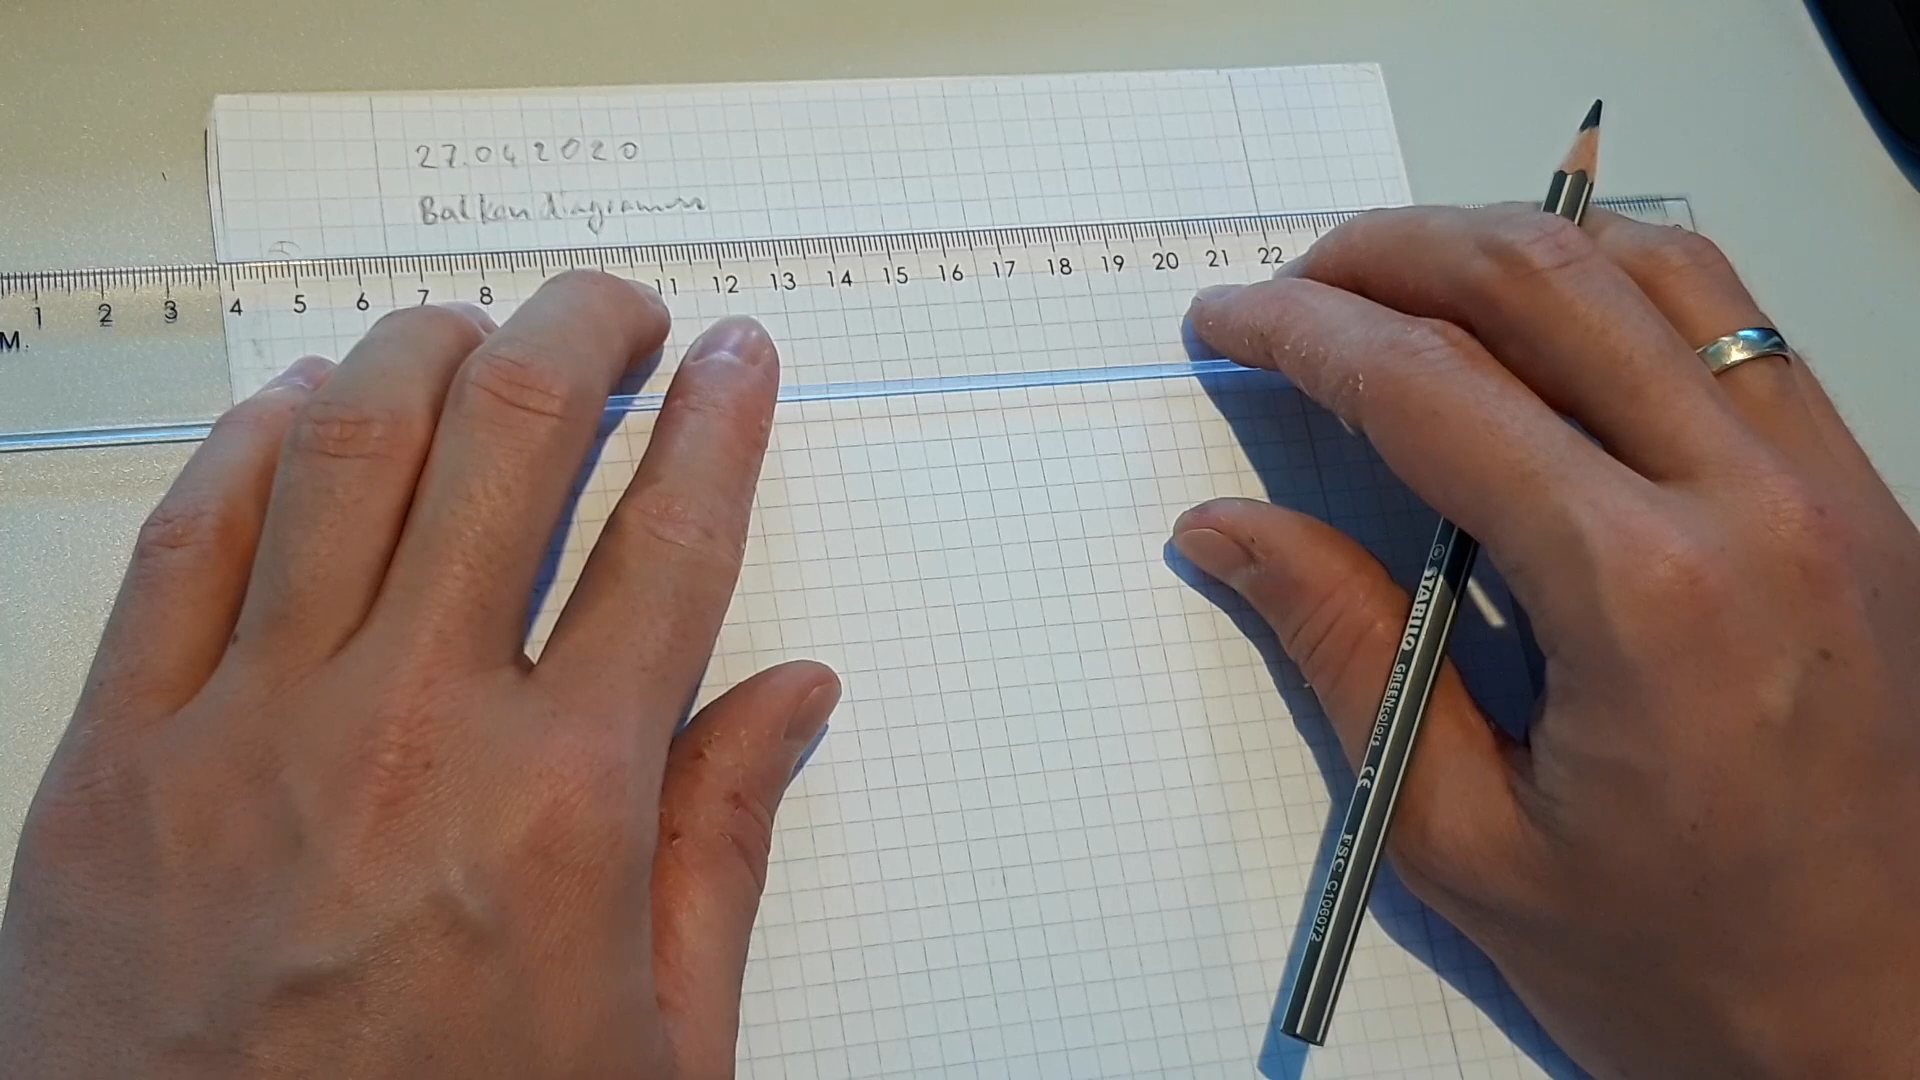 27.04 2020
Balkendiagramm
1 2 3 4 5 6 7 8 11 12 13 14 15 16 17 18 19 20 21 22
M.
© STABILO GREENcolors CE FSC C106072